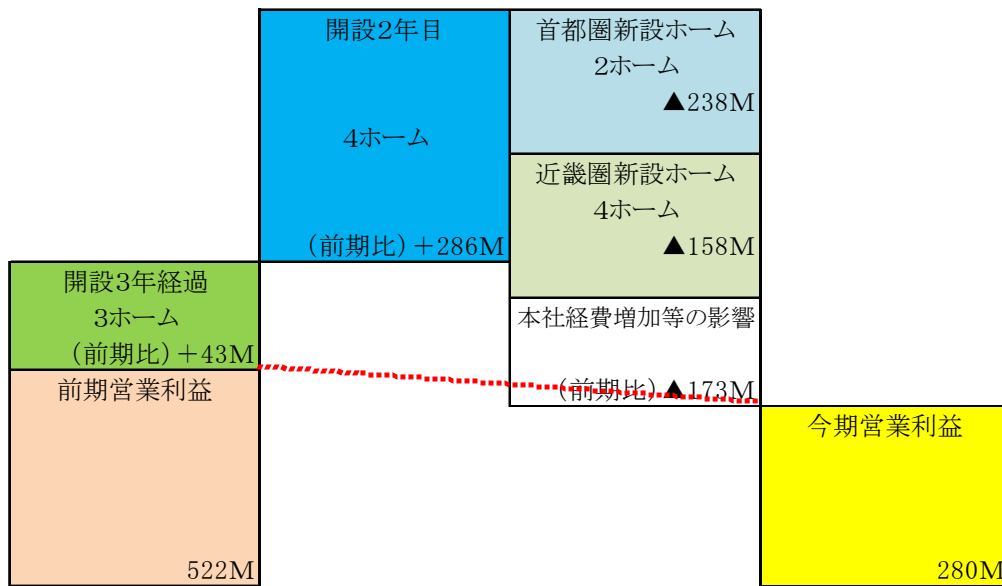 開設2年目
4ホーム
(前期比)+286M
首都圏新設ホーム
2ホーム
▲238M
近畿圏新設ホーム
4ホーム
▲158M
開設3年経過
3ホーム
(前期比)+43M
本社経費増加等の影響
(前期比)▲173M
前期営業利益
522M
今期営業利益
280M